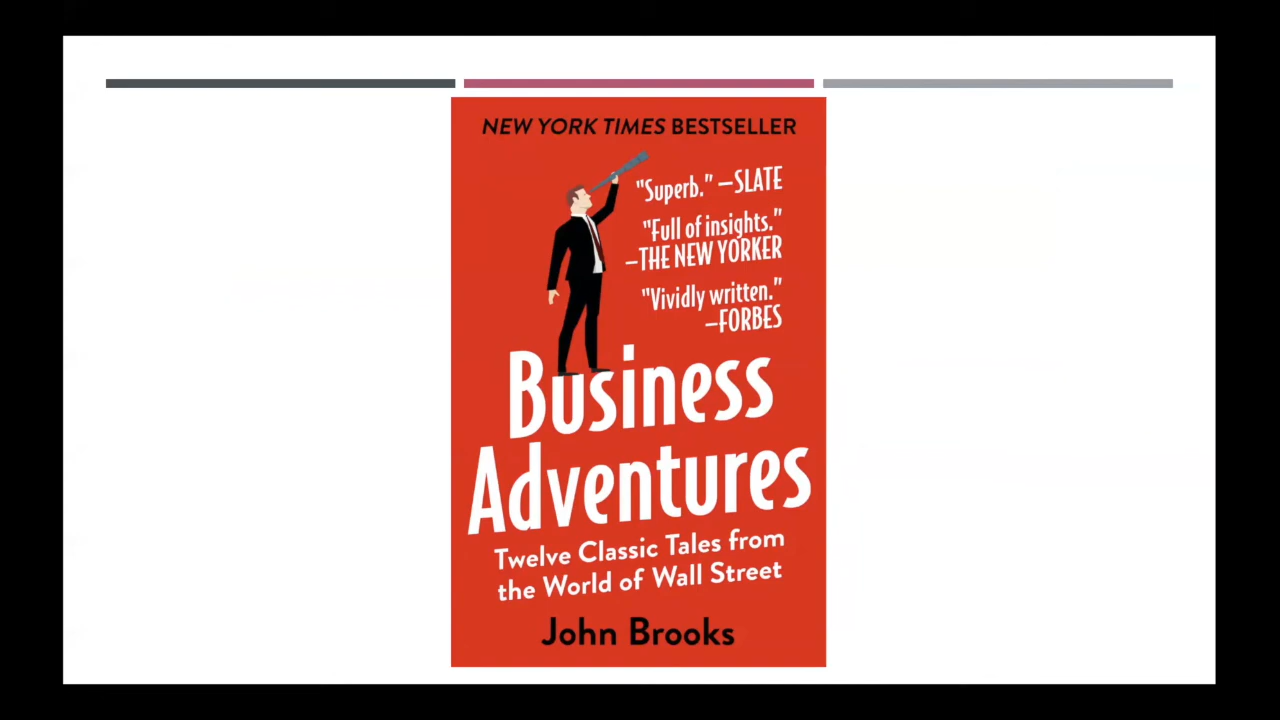 NEW YORK TIMES BESTSELLER
"Superb." –SLATE
"Full of insights."
–THE NEW YORKER
"Vividly written."
–FORBES
Business
Adventures
Twelve Classic Tales from
the World of Wall Street
John Brooks